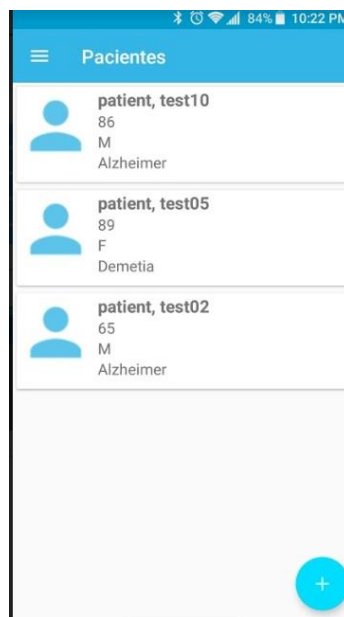 84% 10:22 PM
Pacientes
patient, test10
86
M
Alzheimer
patient, test05
89
F
Demetia
patient, test02
65
M
Alzheimer
+